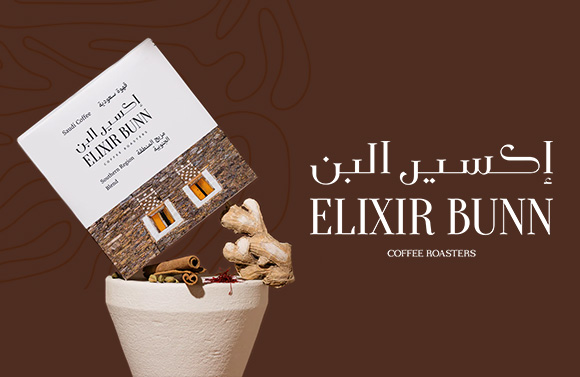 Saudi Coffee
قهوة سعودية
إكسير البن
ELIXIR BUNN
COFFEE ROASTERS
Southern Region
Blend
مزيج المنطقة
الجنوبية
إكسير البن
ELIXIR BUNN
COFFEE ROASTERS